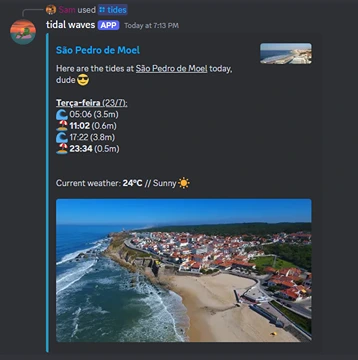 Sam used tides
tidal waves APP Today at 7:13 PM
São Pedro de Moel
Here are the tides at São Pedro de Moel today,
dude 😎
Terça-feira (23/7):
🌊 05:06 (3.5m)
🏖️ 11:02 (0.6m)
🌊 17:22 (3.8m)
🏖️ 23:34 (0.5m)
Current weather: 24ºC // Sunny ☀️